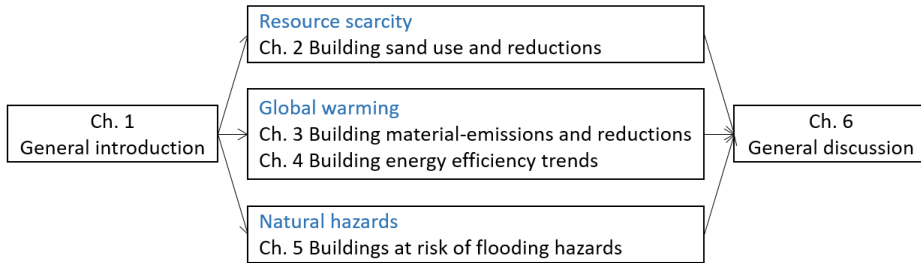 Ch. 1
General introduction
Resource scarcity
Ch. 2 Building sand use and reductions
Global warming
Ch. 3 Building material-emissions and reductions
Ch. 4 Building energy efficiency trends
Natural hazards
Ch. 5 Buildings at risk of flooding hazards
Ch. 6
General discussion